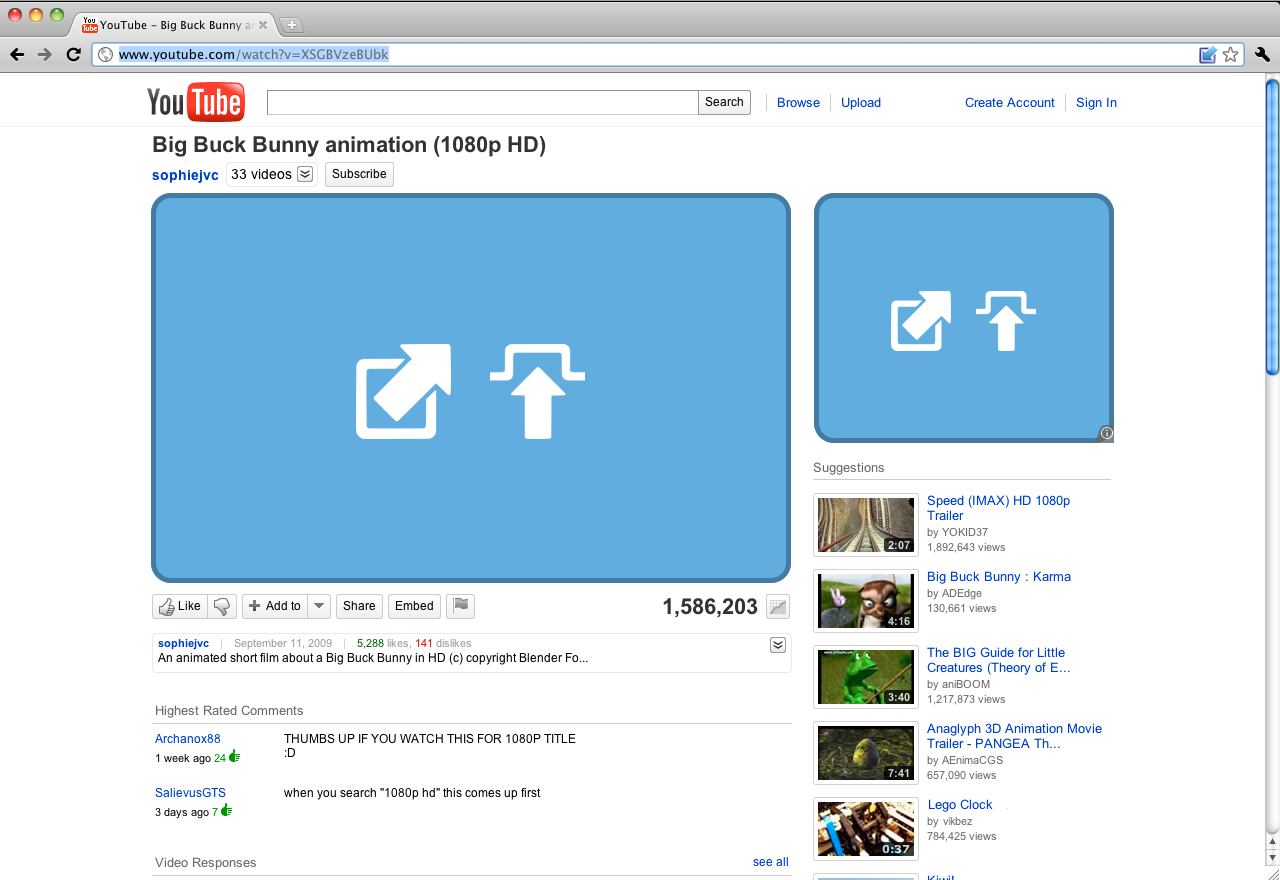 YouTube - Big Buck Bunny a
www.youtube.com/watch?v=XSGBVzeBUbk
YouTube
Search
Browse
Upload
Create Account
Sign In
Big Buck Bunny animation (1080p HD)
sophiejvc
33 videos
Subscribe
Like
Add to
Share
Embed
1,586,203
sophiejvc | September 11, 2009 | 5,288 likes, 141 dislikes
An animated short film about a Big Buck Bunny in HD (c) copyright Blender Fo...
Highest Rated Comments
Archanox88
1 week ago 24
THUMBS UP IF YOU WATCH THIS FOR 1080P TITLE
:D
SalievusGTS
3 days ago 7
when you search "1080p hd" this comes up first
Video Responses
see all
Suggestions
2:07
Speed (IMAX) HD 1080p
Trailer
by YOKID37
1,892,643 views
4:16
Big Buck Bunny : Karma
by ADEdge
130,661 views
3:40
The BIG Guide for Little
Creatures (Theory of E...
by aniBOOM
1,217,873 views
7:41
Anaglyph 3D Animation Movie
Trailer - PANGEA Th...
by AEnimaCGS
657,090 views
0:37
Lego Clock
by vikbez
784,425 views
Kiwi!